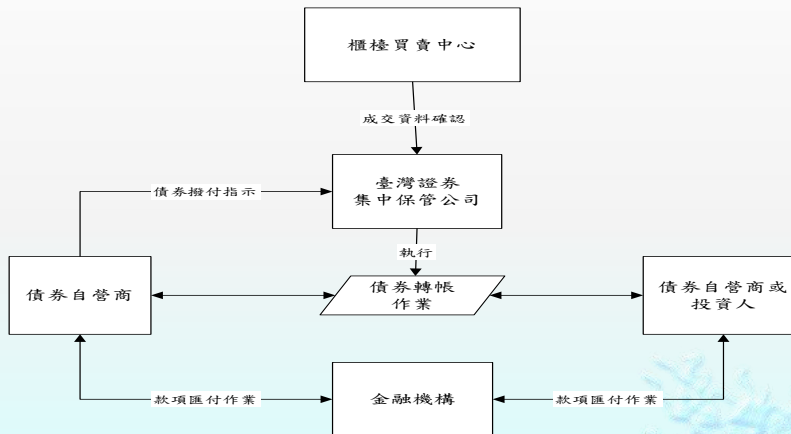 櫃檯買賣中心
成交資料確認
臺灣證券
集中保管公司
債券撥付指示
執行
債券自營商
債券轉帳
作業
債券自營商或
投資人
款項匯付作業
金融機構
款項匯付作業